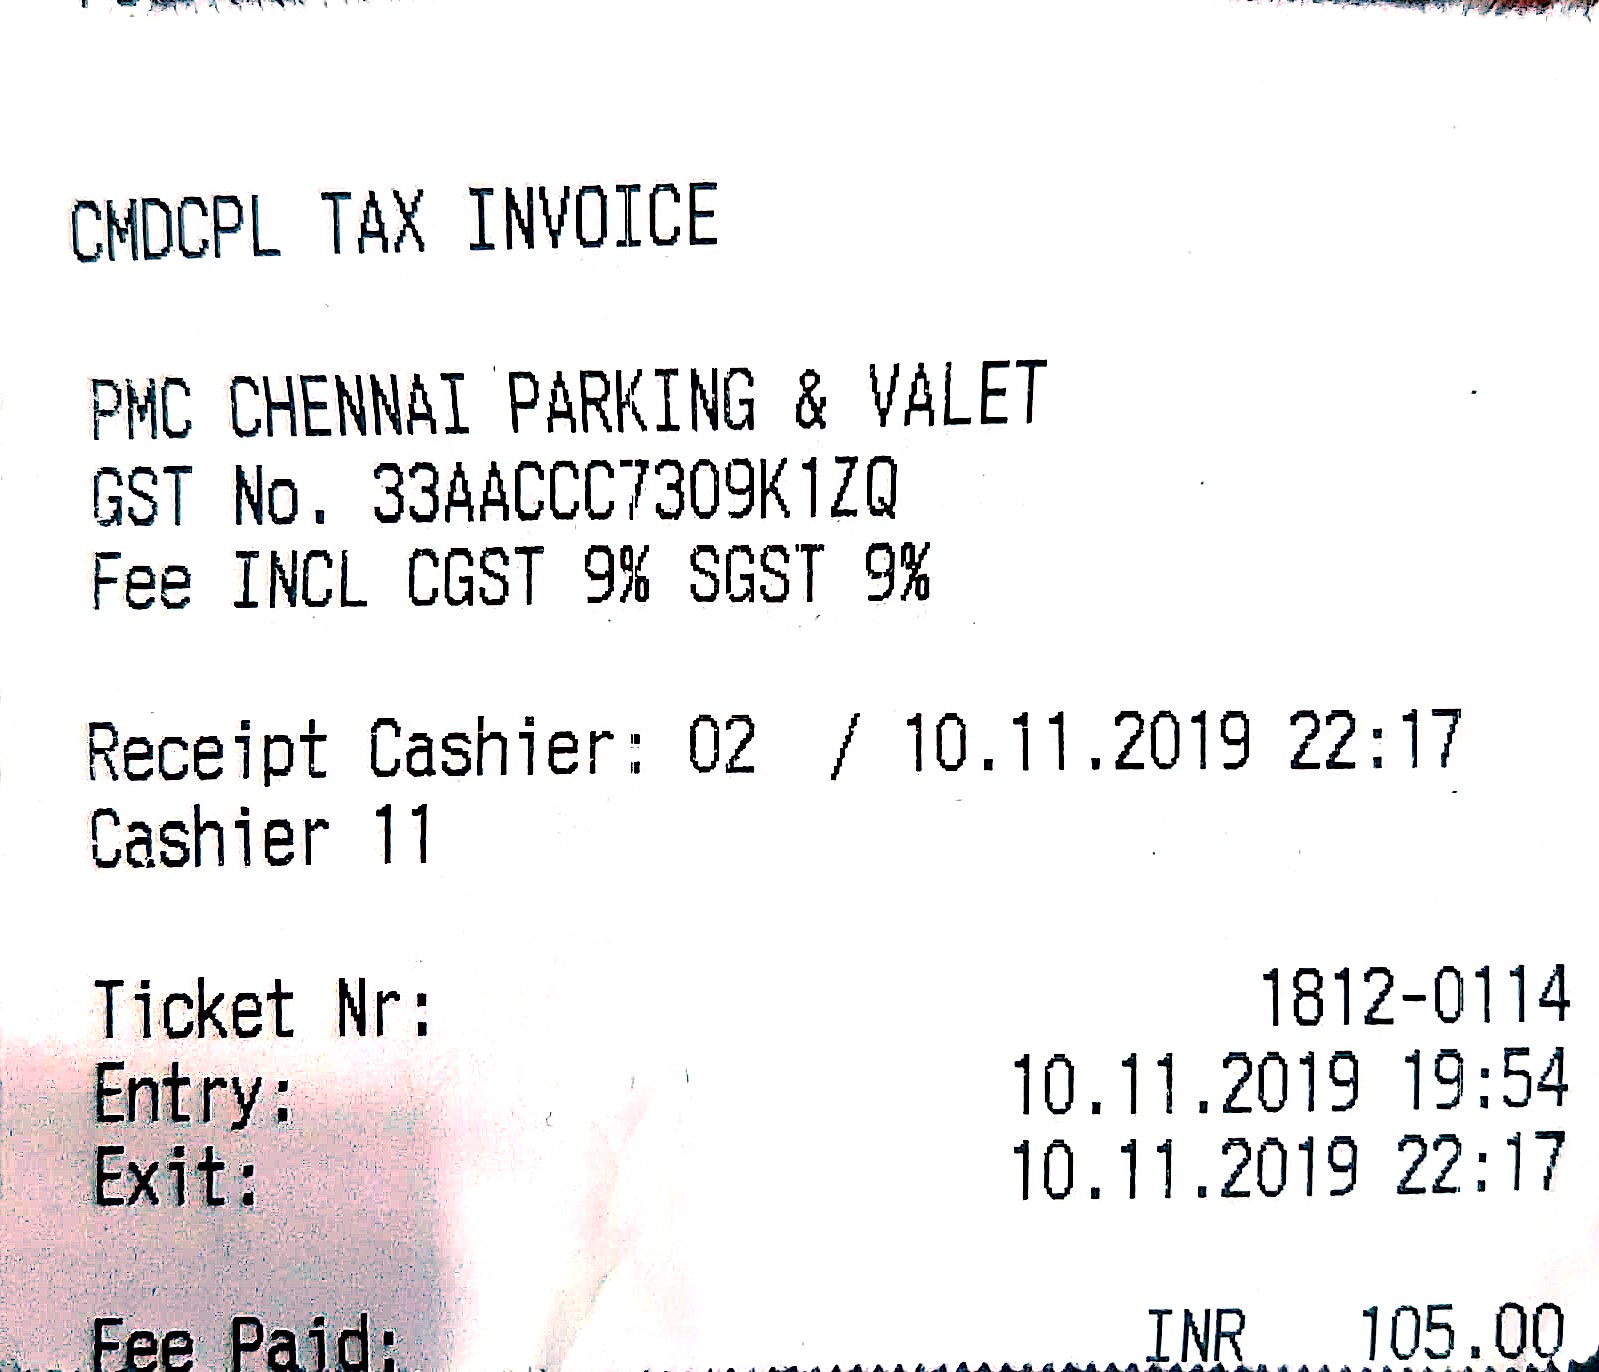 CMDCPL TAX INVOICE
PMC CHENNAI PARKING & VALET
GST No. 33AACCC7309K1ZQ
Fee INCL CGST 9% SGST 9%
Receipt Cashier: 02 / 10.11.2019 22:17
Cashier 11
Ticket Nr: 1812-0114
Entry: 10.11.2019 19:54
Exit: 10.11.2019 22:17
Fee Paid: INR 105.00